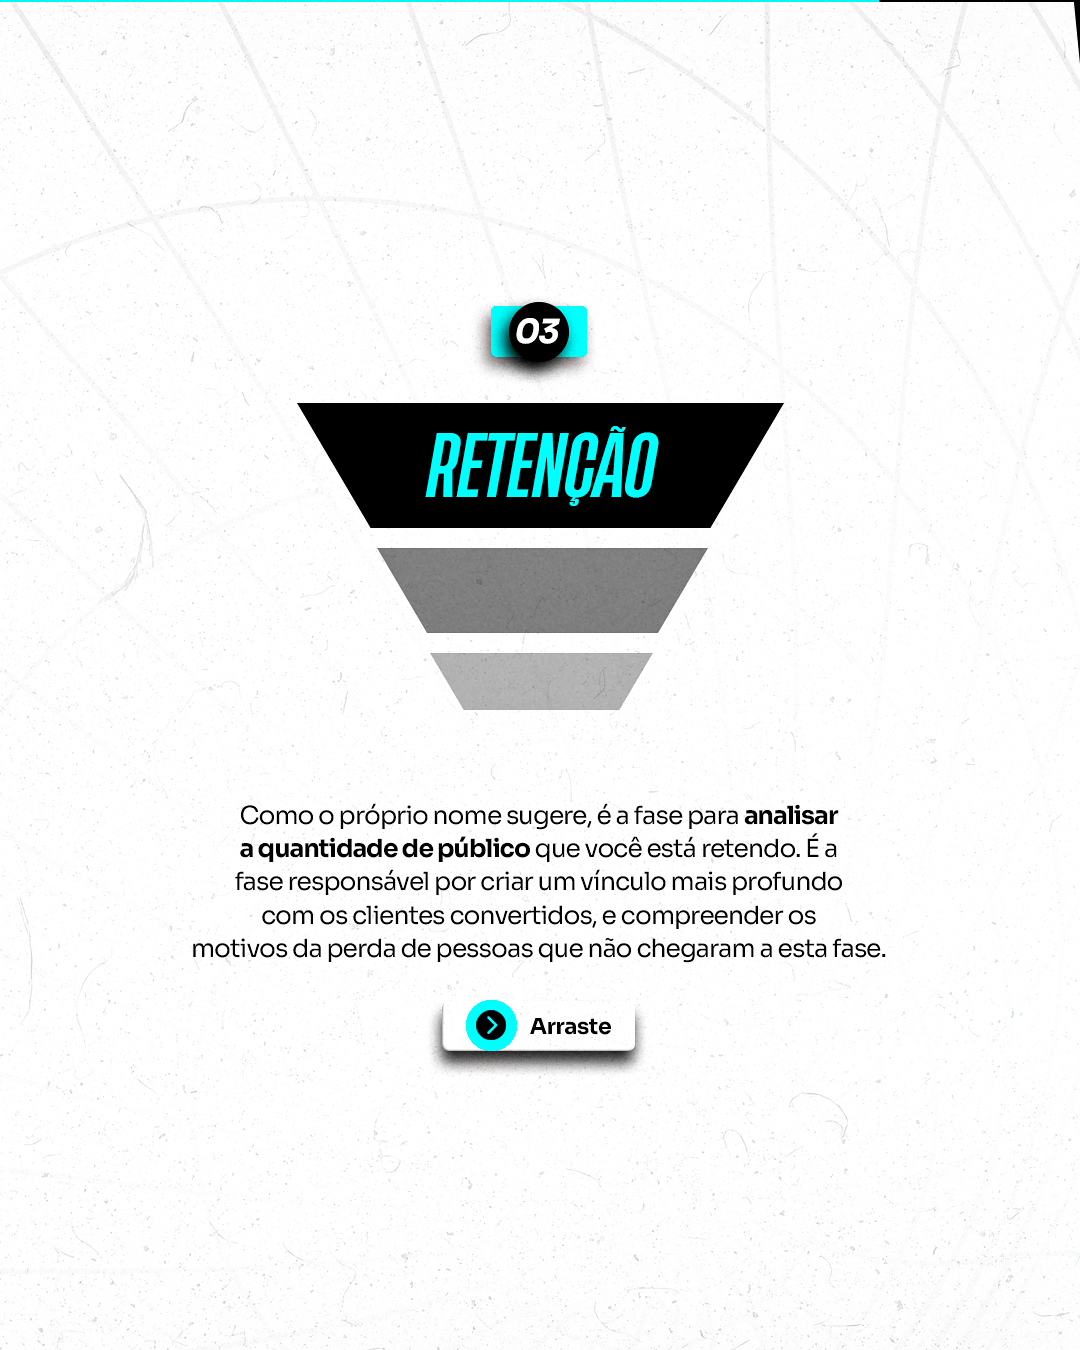 03
RETENÇÃO
Como o próprio nome sugere, é a fase para analisar
a quantidade de público que você está retendo. É a
fase responsável por criar um vínculo mais profundo
com os clientes convertidos, e compreender os
motivos da perda de pessoas que não chegaram a esta fase.
Arraste